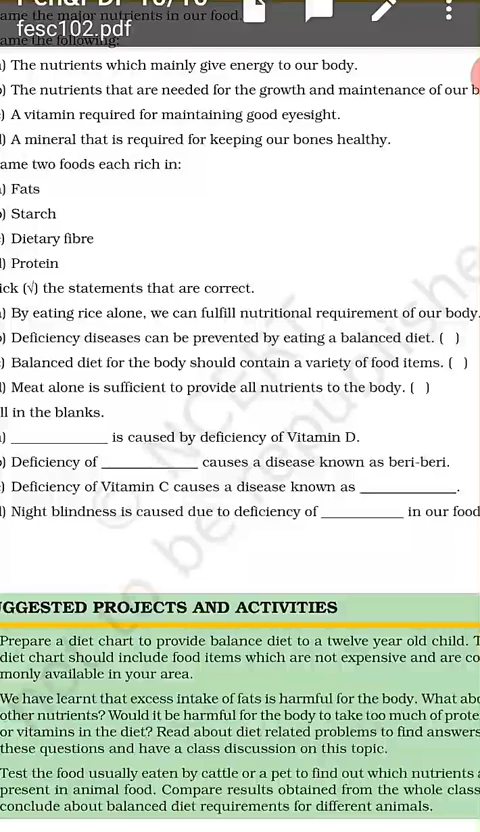 ame the major nutrients in our food.
fesc102.pdf
ame the following:
) The nutrients which mainly give energy to our body.
) The nutrients that are needed for the growth and maintenance of our b
) A vitamin required for maintaining good eyesight.
) A mineral that is required for keeping our bones healthy.
ame two foods each rich in:
) Fats
) Starch
) Dietary fibre
) Protein
ick (√) the statements that are correct.
) By eating rice alone, we can fulfill nutritional requirement of our body.
) Deficiency diseases can be prevented by eating a balanced diet. ( )
) Balanced diet for the body should contain a variety of food items. ( )
) Meat alone is sufficient to provide all nutrients to the body. ( )
ll in the blanks.
) ______________ is caused by deficiency of Vitamin D.
) Deficiency of ______________ causes a disease known as beri-beri.
) Deficiency of Vitamin C causes a disease known as ______________.
) Night blindness is caused due to deficiency of ____________ in our food
© NCERT
not to be republishe
GGESTED PROJECTS AND ACTIVITIES
Prepare a diet chart to provide balance diet to a twelve year old child. T
diet chart should include food items which are not expensive and are co
monly available in your area.
We have learnt that excess intake of fats is harmful for the body. What abo
other nutrients? Would it be harmful for the body to take too much of prote
or vitamins in the diet? Read about diet related problems to find answers
these questions and have a class discussion on this topic.
Test the food usually eaten by cattle or a pet to find out which nutrients a
present in animal food. Compare results obtained from the whole class
conclude about balanced diet requirements for different animals.